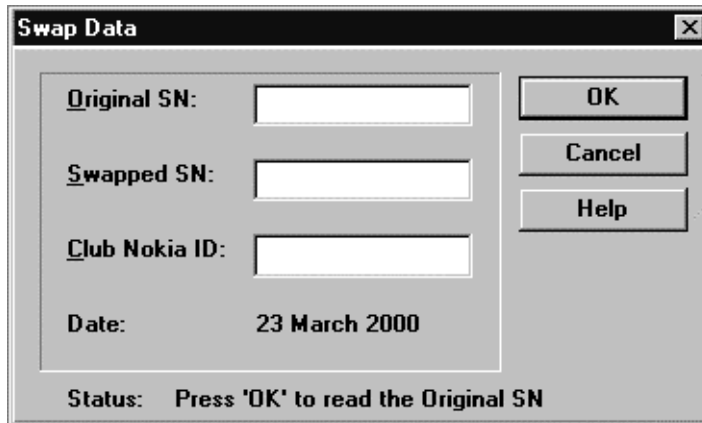 Swap Data
Original SN:
OK
Swapped SN:
Cancel
Help
Club Nokia ID:
Date: 23 March 2000
Status: Press 'OK' to read the Original SN